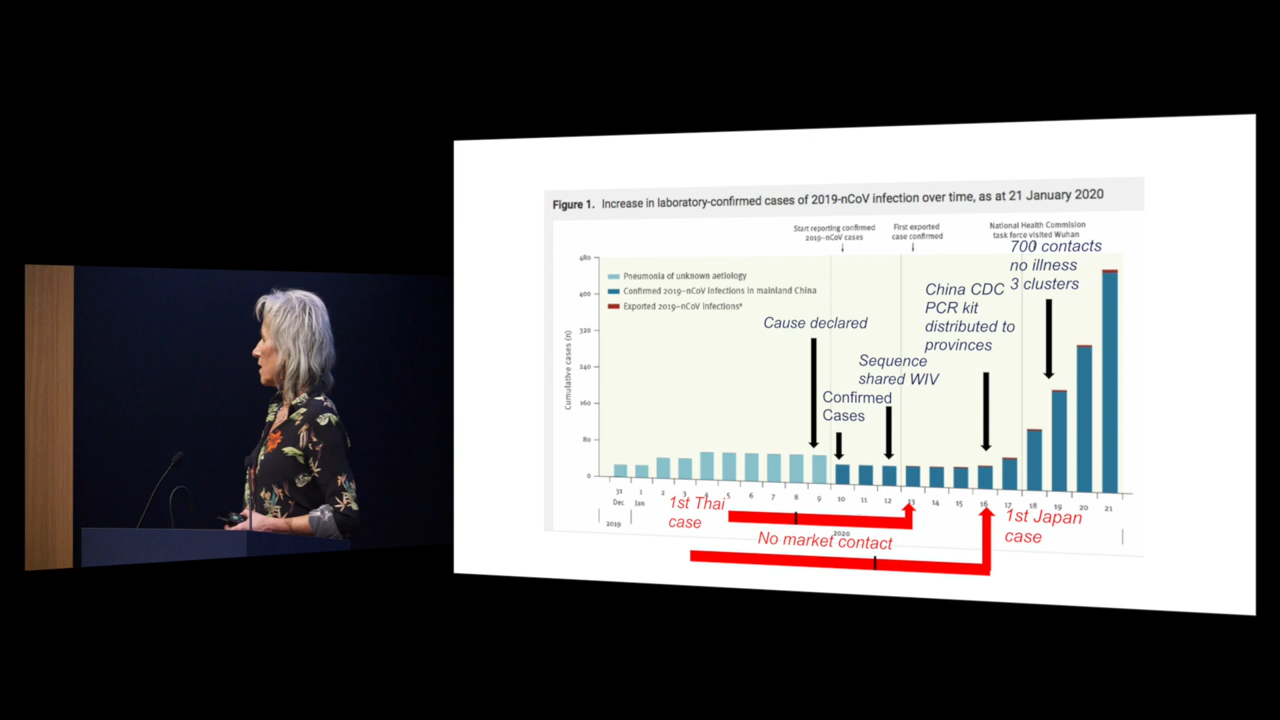 Figure 1. Increase in laboratory-confirmed cases of 2019-nCoV infection over time, as at 21 January 2020
Start reporting confirmed
2019-nCoV cases
First exported
case confirmed
National Health Commision
task force visited Wuhan
700 contacts
no illness
3 clusters
Pneumonia of unknown aetiology
Confirmed 2019-nCoV infections in mainland China
Exported 2019-nCoV infections*
China CDC
PCR kit
distributed to
provinces
Cause declared
Sequence
shared WIV
Confirmed
Cases
Cumulative cases (n)
480
400
320
240
160
80
0
31 1 2 3 4 5 6 7 8 9 10 11 12 13 14 15 16 17 18 19 20 21
Dec Jan
2019
2020
1st Thai
case
No market contact
1st Japan
case